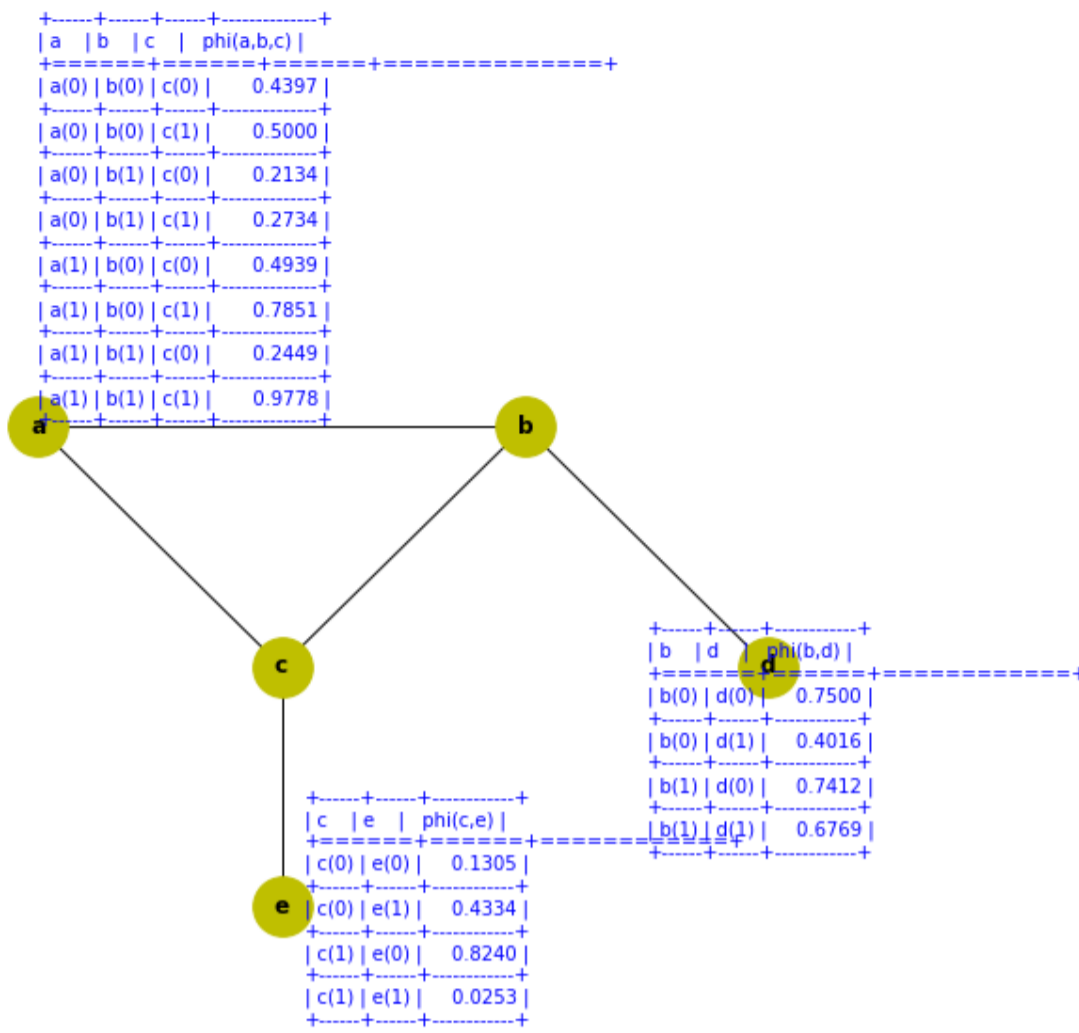 +------+------+------+--------------+
| a | b | c | phi(a,b,c) |
+======+======+======+==============+
| a(0) | b(0) | c(0) | 0.4397 |
+------+------+------+--------------+
| a(0) | b(0) | c(1) | 0.5000 |
+------+------+------+--------------+
| a(0) | b(1) | c(0) | 0.2134 |
+------+------+------+--------------+
| a(0) | b(1) | c(1) | 0.2734 |
+------+------+------+--------------+
| a(1) | b(0) | c(0) | 0.4939 |
+------+------+------+--------------+
| a(1) | b(0) | c(1) | 0.7851 |
+------+------+------+--------------+
| a(1) | b(1) | c(0) | 0.2449 |
+------+------+------+--------------+
| a(1) | b(1) | c(1) | 0.9778 |
+------+------+------+--------------+
a
b
c
d
+------+------+------------+
| b | d | phi(b,d) |
+======+======+============+
| b(0) | d(0) | 0.7500 |
+------+------+------------+
| b(0) | d(1) | 0.4016 |
+------+------+------------+
| b(1) | d(0) | 0.7412 |
+------+------+------------+
| b(1) | d(1) | 0.6769 |
+------+------+------------+
e
+------+------+------------+
| c | e | phi(c,e) |
+======+======+============+
| c(0) | e(0) | 0.1305 |
+------+------+------------+
| c(0) | e(1) | 0.4334 |
+------+------+------------+
| c(1) | e(0) | 0.8240 |
+------+------+------------+
| c(1) | e(1) | 0.0253 |
+------+------+------------+